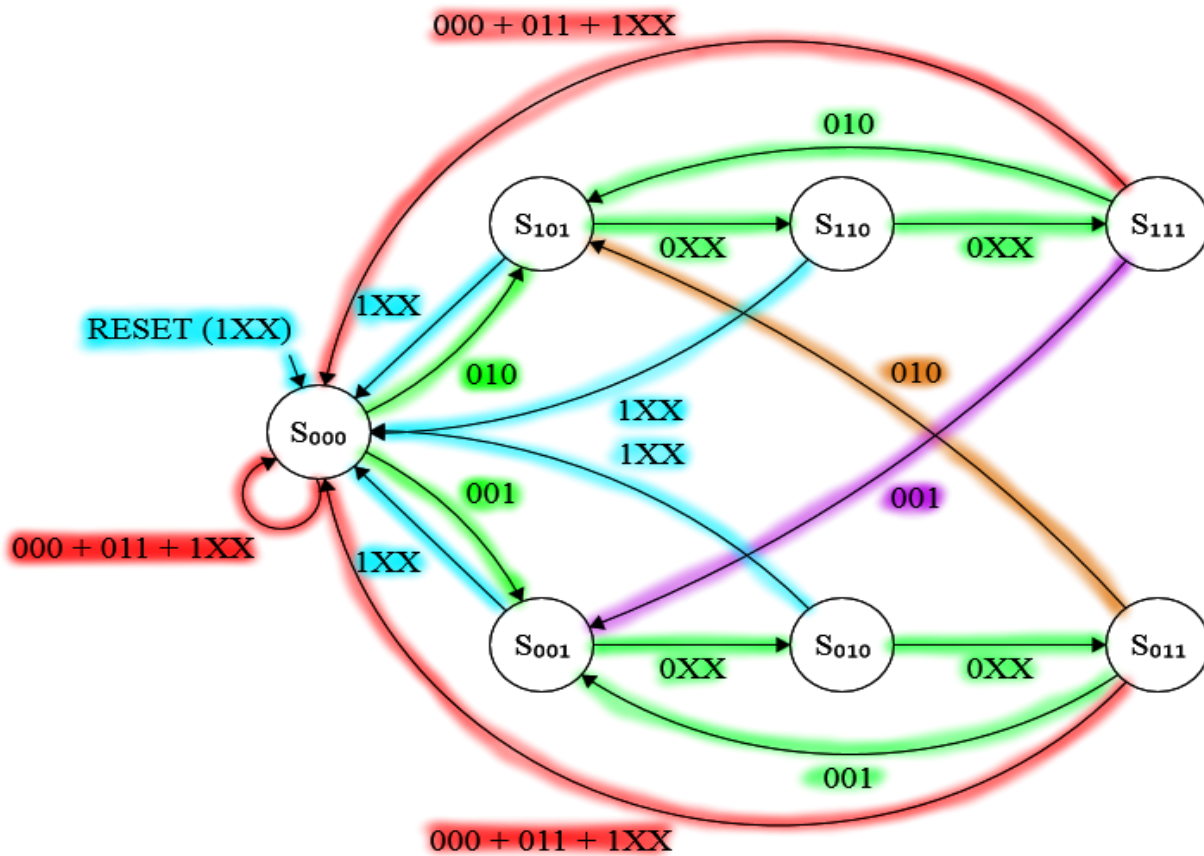 000 + 011 + 1XX
010
S₁₀₁
S₁₁₀
S₁₁₁
0XX
0XX
RESET (1XX)
1XX
010
010
1XX
S₀₀₀
1XX
001
001
000 + 011 + 1XX
1XX
S₀₀₁
S₀₁₀
S₀₁₁
0XX
0XX
001
000 + 011 + 1XX